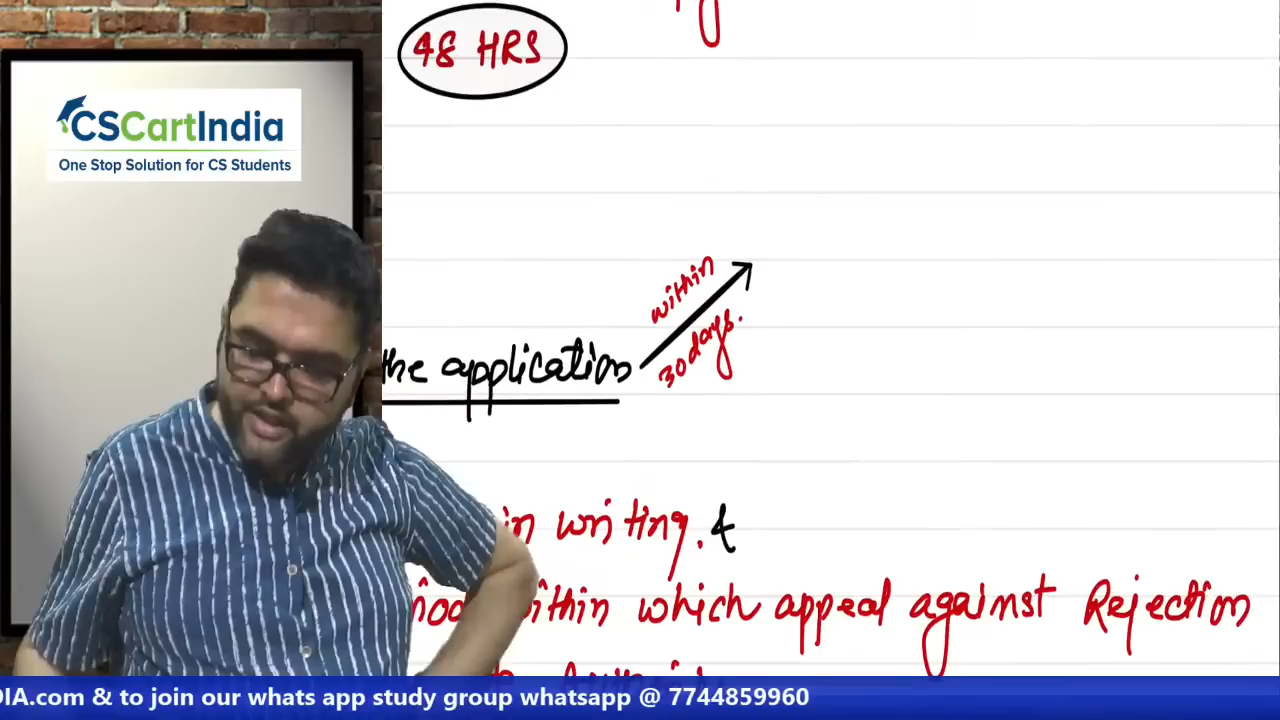 48 HRS
CSCartIndia
One Stop Solution for CS Students
within
30 days.
the application
in writing. &
within which appeal against Rejection
DIA.com & to join our whats app study group whatsapp @ 7744859960